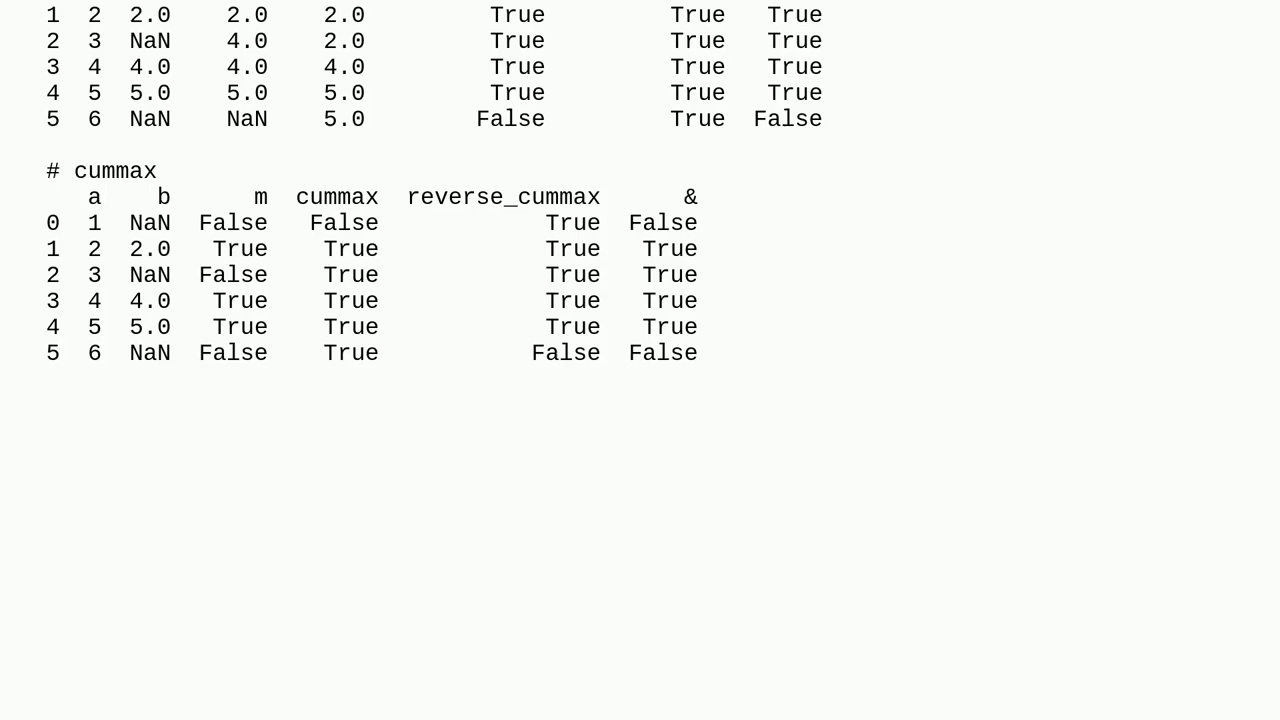 1  2  2.0    2.0    2.0         True         True   True
2  3  NaN    4.0    2.0         True         True   True
3  4  4.0    4.0    4.0         True         True   True
4  5  5.0    5.0    5.0         True         True   True
5  6  NaN    NaN    5.0        False         True  False
# cummax
   a    b      m  cummax  reverse_cummax      &
0  1  NaN  False   False            True  False
1  2  2.0   True    True            True   True
2  3  NaN  False    True            True   True
3  4  4.0   True    True            True   True
4  5  5.0   True    True            True   True
5  6  NaN  False    True           False  False